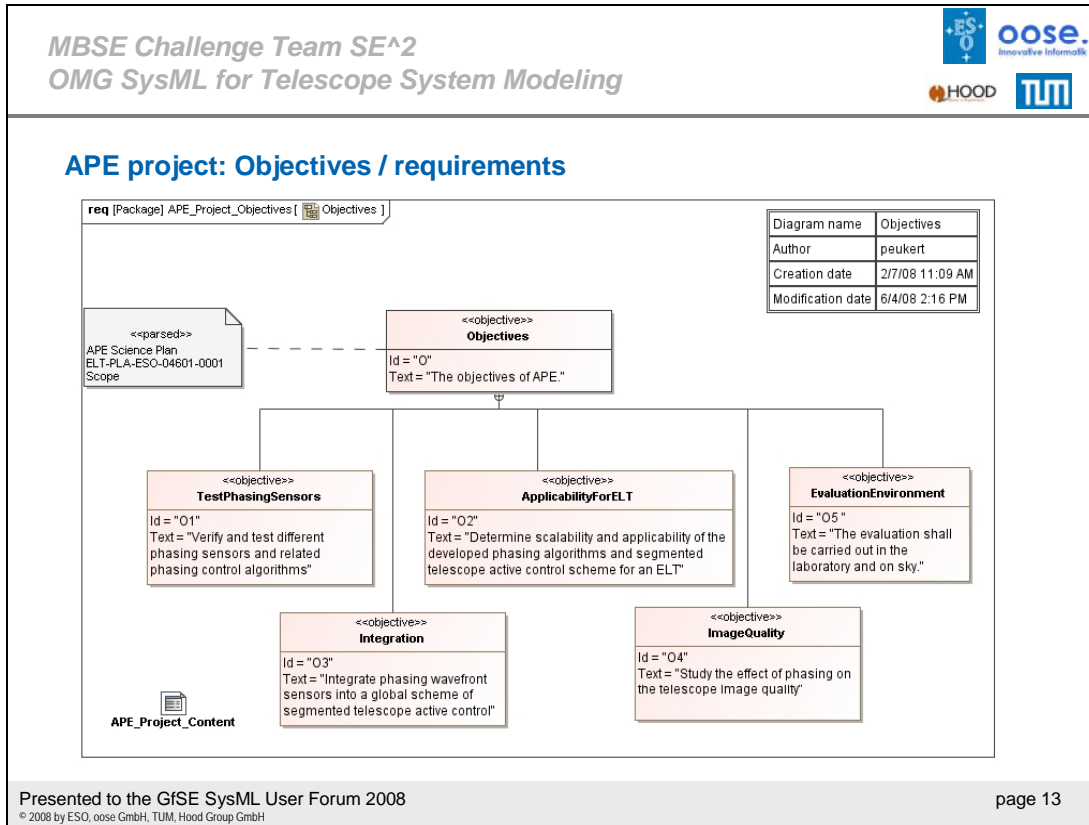 MBSE Challenge Team SE^2
OMG SysML for Telescope System Modeling
ES
O
oose.
Innovative Informatik
HOOD
TUM
APE project: Objectives / requirements
req [Package] APE_Project_Objectives [ Objectives ]
Diagram name Objectives
Author peukert
Creation date 2/7/08 11:09 AM
Modification date 6/4/08 2:16 PM
<<parsed>>
APE Science Plan
ELT-PLA-ESO-04601-0001
Scope
<<objective>>
Objectives
Id = "O"
Text = "The objectives of APE."
<<objective>>
TestPhasingSensors
Id = "O1"
Text = "Verify and test different
phasing sensors and related
phasing control algorithms"
<<objective>>
ApplicabilityForELT
Id = "O2"
Text = "Determine scalability and applicability of the
developed phasing algorithms and segmented
telescope active control scheme for an ELT"
<<objective>>
EvaluationEnvironment
Id = "O5 "
Text = "The evaluation shall
be carried out in the
laboratory and on sky."
<<objective>>
Integration
Id = "O3"
Text = "Integrate phasing wavefront
sensors into a global scheme of
segmented telescope active control"
<<objective>>
ImageQuality
Id = "O4"
Text = "Study the effect of phasing on
the telescope image quality"
APE_Project_Content
Presented to the GfSE SysML User Forum 2008
page 13
© 2008 by ESO, oose GmbH, TUM, Hood Group GmbH